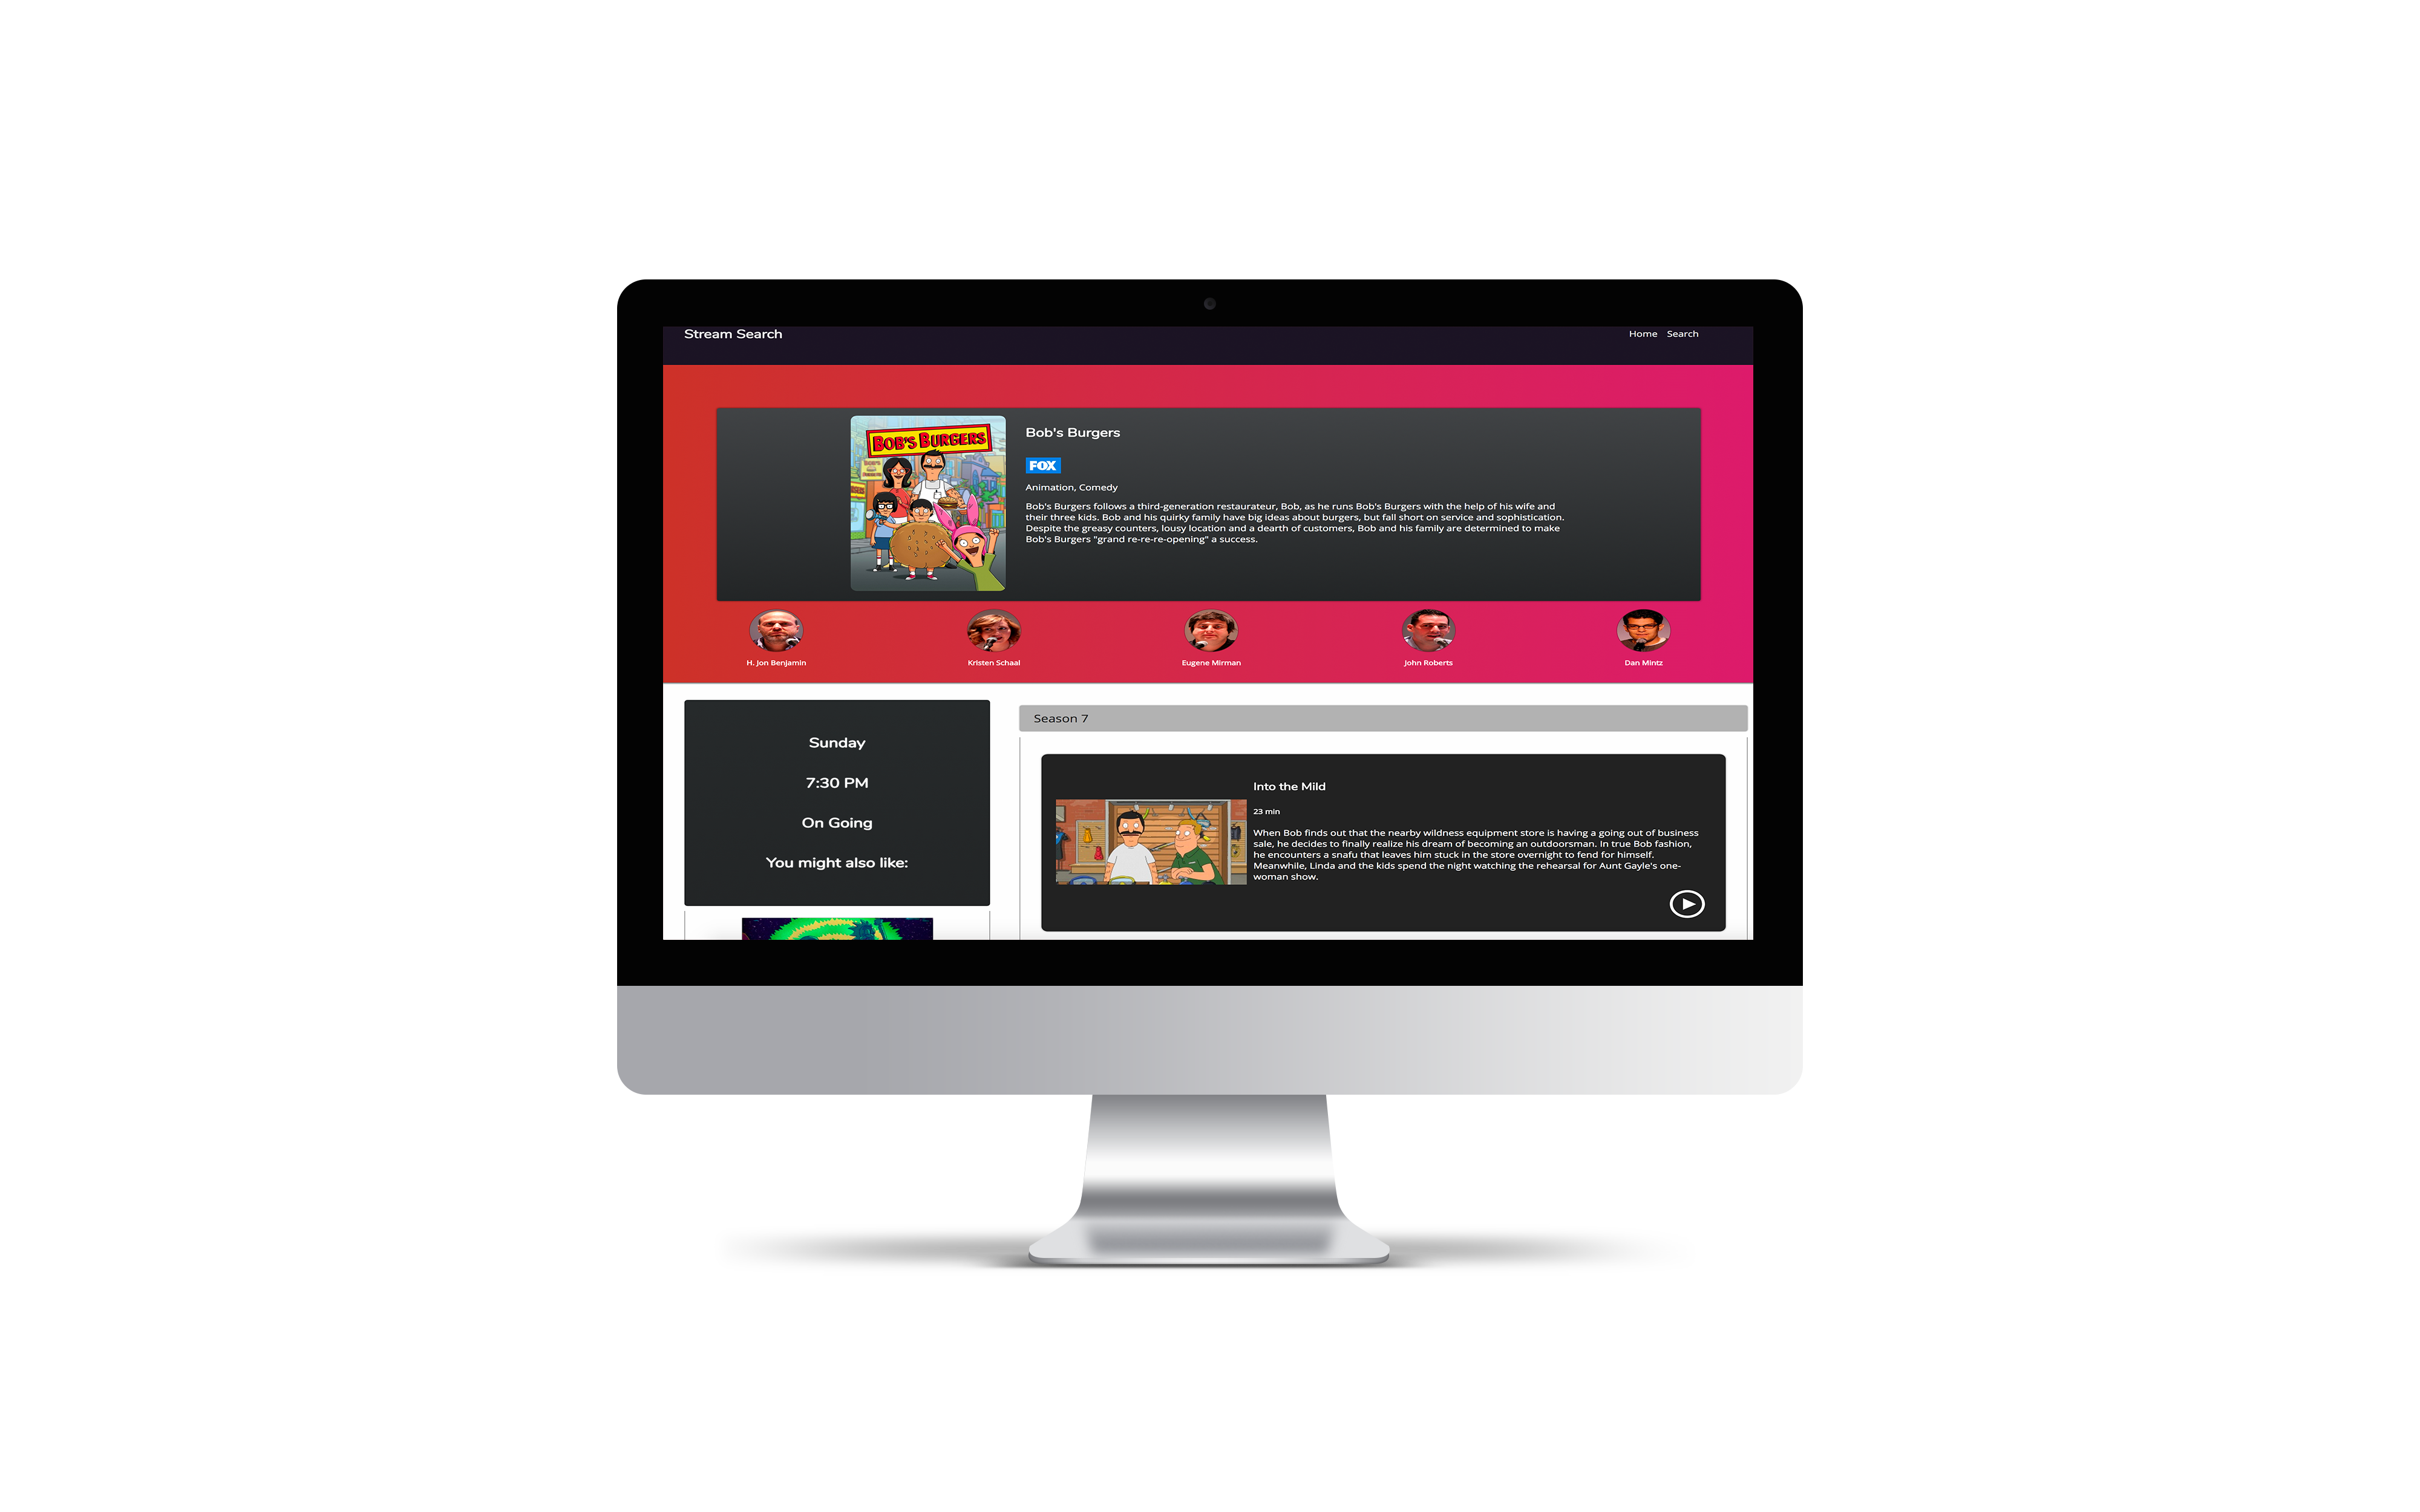 Stream Search
Home Search
BOB'S BURGERS
Bob's Burgers
FOX
Animation, Comedy
Bob's Burgers follows a third-generation restaurateur, Bob, as he runs Bob's Burgers with the help of his wife and
their three kids. Bob and his quirky family have big ideas about burgers, but fall short on service and sophistication.
Despite the greasy counters, lousy location and a dearth of customers, Bob and his family are determined to make
Bob's Burgers "grand re-re-re-opening" a success.
H. Jon Benjamin
Kristen Schaal
Eugene Mirman
John Roberts
Dan Mintz
Sunday
7:30 PM
On Going
You might also like:
Season 7
Into the Mild
23 min
When Bob finds out that the nearby wildness equipment store is having a going out of business
sale, he decides to finally realize his dream of becoming an outdoorsman. In true Bob fashion,
he encounters a snafu that leaves him stuck in the store overnight to fend for himself.
Meanwhile, Linda and the kids spend the night watching the rehearsal for Aunt Gayle's one-
woman show.